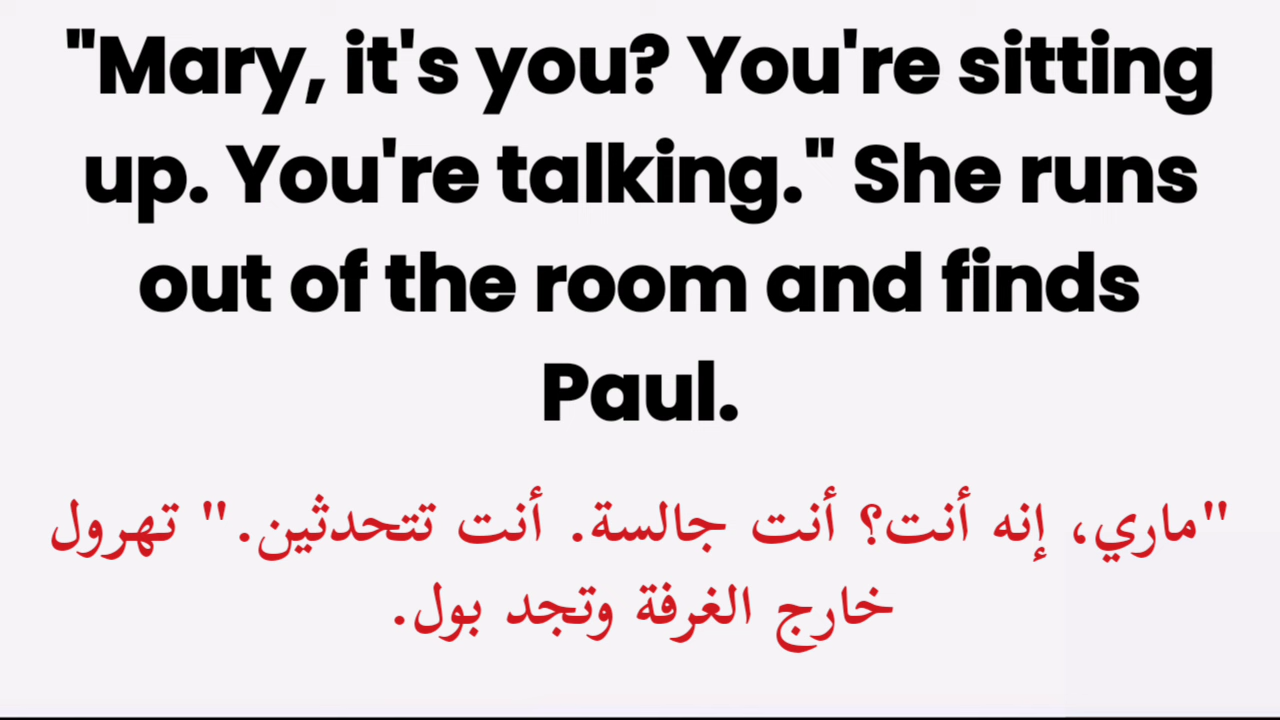 "Mary, it's you? You're sitting
up. You're talking." She runs
out of the room and finds
Paul.
"ماري، إنه أنت؟ أنت جالسة. أنت تتحدثين." تهرول
خارج الغرفة وتجد بول.